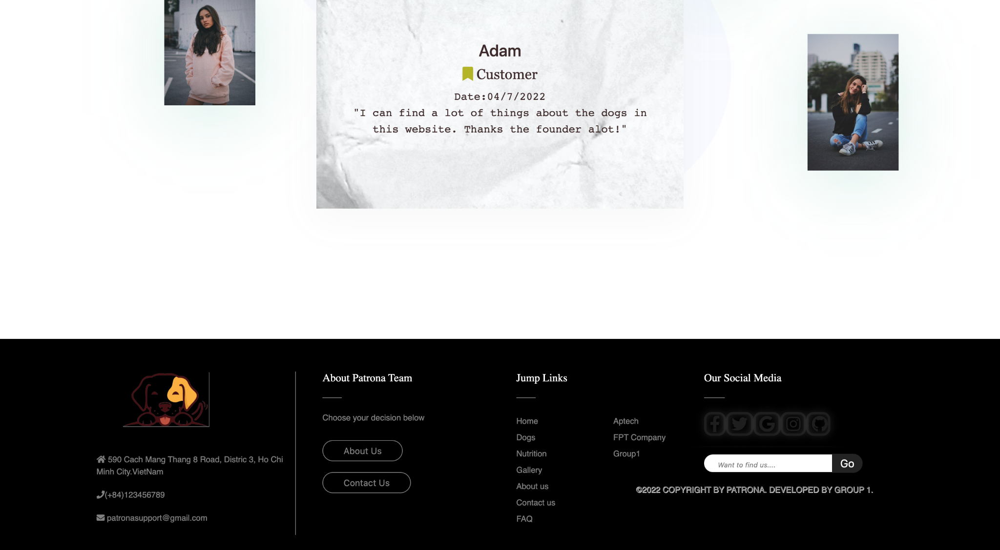 Adam
Customer
Date:04/7/2022
"I can find a lot of things about the dogs in
this website. Thanks the founder alot!"
590 Cach Mang Thang 8 Road, Distric 3, Ho Chi
Minh City.VietNam
(+84)123456789
patronasupport@gmail.com
About Patrona Team
Choose your decision below
About Us
Contact Us
Jump Links
Home
Dogs
Nutrition
Gallery
About us
Contact us
FAQ
Aptech
FPT Company
Group1
Our Social Media
Want to find us....
Go
©2022 COPYRIGHT BY PATRONA. DEVELOPED BY GROUP 1.